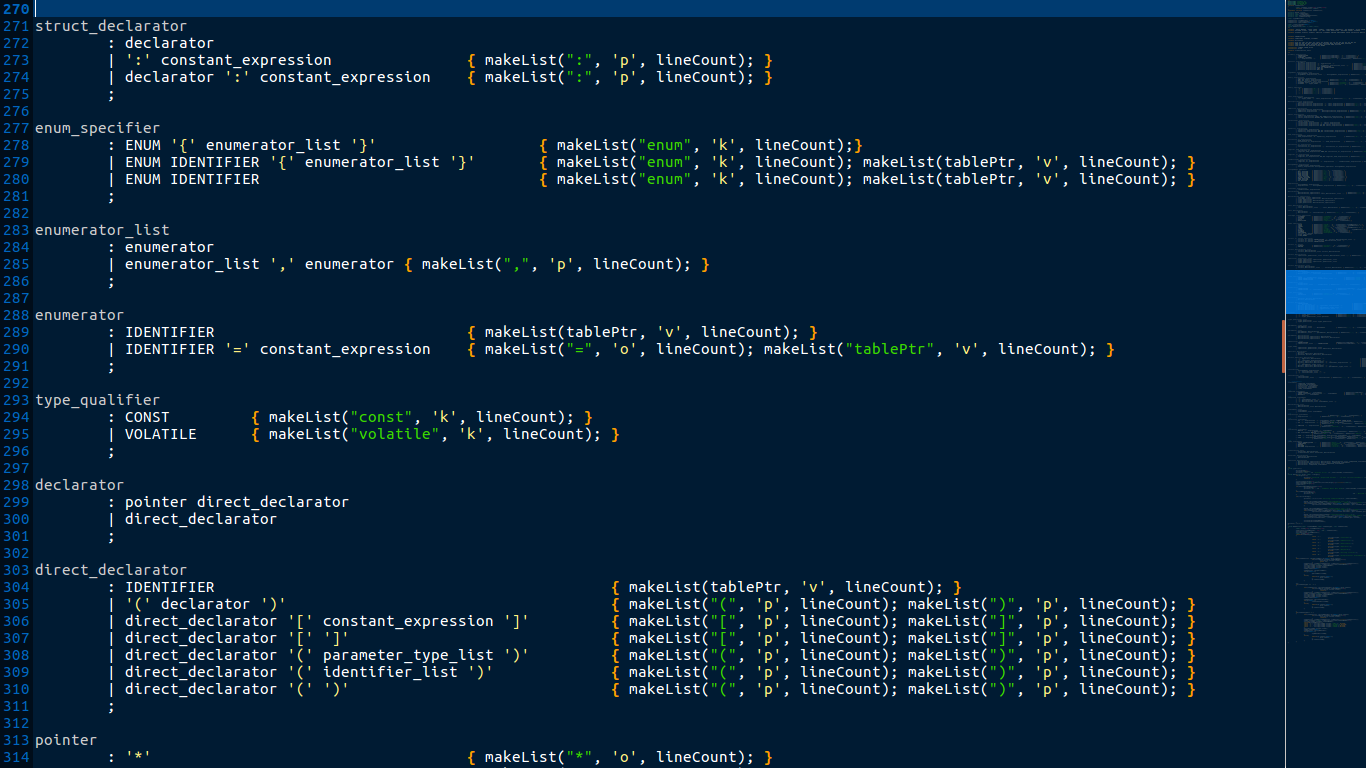 270
271 struct_declarator
272         : declarator
273         | ':' constant_expression               { makeList(":", 'p', lineCount); }
274         | declarator ':' constant_expression    { makeList(":", 'p', lineCount); }
275         ;
276
277 enum_specifier
278         : ENUM '{' enumerator_list '}'                  { makeList("enum", 'k', lineCount);}
279         | ENUM IDENTIFIER '{' enumerator_list '}'       { makeList("enum", 'k', lineCount); makeList(tablePtr, 'v', lineCount); }
280         | ENUM IDENTIFIER                               { makeList("enum", 'k', lineCount); makeList(tablePtr, 'v', lineCount); }
281         ;
282
283 enumerator_list
284         : enumerator
285         | enumerator_list ',' enumerator { makeList(",", 'p', lineCount); }
286         ;
287
288 enumerator
289         : IDENTIFIER                            { makeList(tablePtr, 'v', lineCount); }
290         | IDENTIFIER '=' constant_expression    { makeList("=", 'o', lineCount); makeList("tablePtr", 'v', lineCount); }
291         ;
292
293 type_qualifier
294         : CONST         { makeList("const", 'k', lineCount); }
295         | VOLATILE      { makeList("volatile", 'k', lineCount); }
296         ;
297
298 declarator
299         : pointer direct_declarator
300         | direct_declarator
301         ;
302
303 direct_declarator
304         : IDENTIFIER                                            { makeList(tablePtr, 'v', lineCount); }
305         | '(' declarator ')'                                    { makeList("(", 'p', lineCount); makeList(")", 'p', lineCount); }
306         | direct_declarator '[' constant_expression ']'         { makeList("[", 'p', lineCount); makeList("]", 'p', lineCount); }
307         | direct_declarator '[' ']'                             { makeList("[", 'p', lineCount); makeList("]", 'p', lineCount); }
308         | direct_declarator '(' parameter_type_list ')'         { makeList("(", 'p', lineCount); makeList(")", 'p', lineCount); }
309         | direct_declarator '(' identifier_list ')'             { makeList("(", 'p', lineCount); makeList(")", 'p', lineCount); }
310         | direct_declarator '(' ')'                             { makeList("(", 'p', lineCount); makeList(")", 'p', lineCount); }
311         ;
312
313 pointer
314         : '*'                                   { makeList("*", 'o', lineCount); }